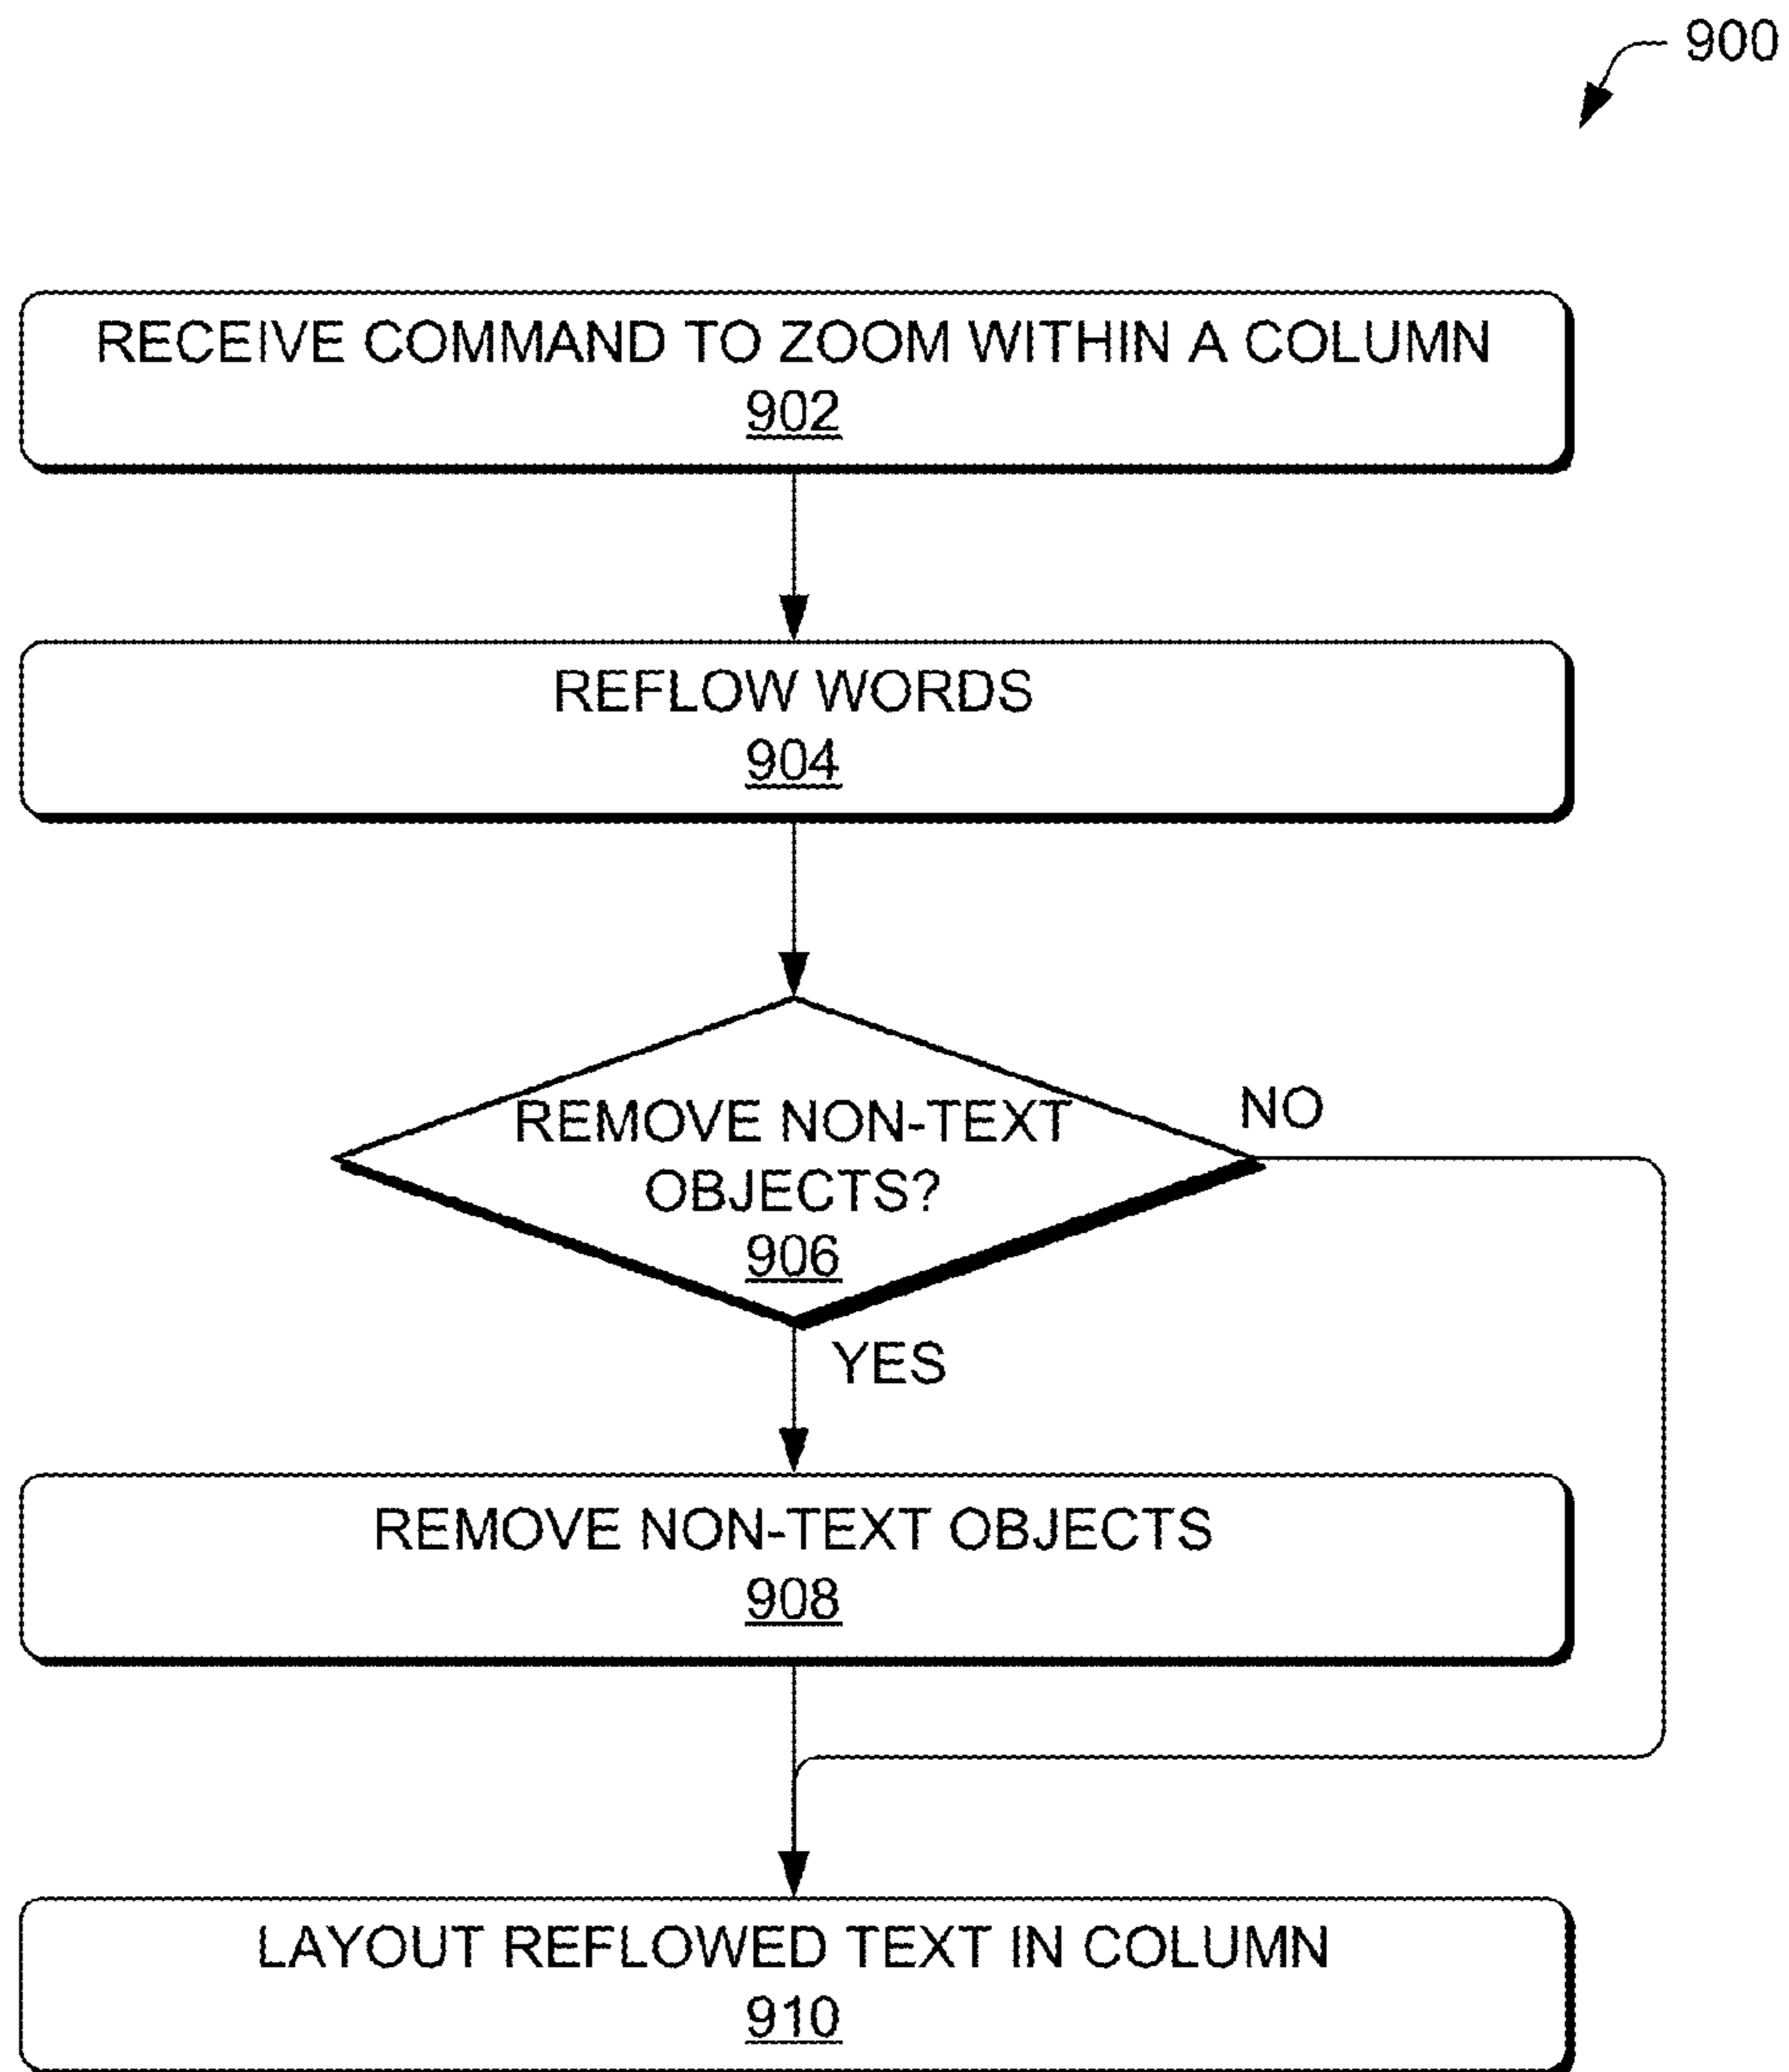 900
RECEIVE COMMAND TO ZOOM WITHIN A COLUMN
902
REFLOW WORDS
904
REMOVE NON-TEXT
OBJECTS?
906
NO
YES
REMOVE NON-TEXT OBJECTS
908
LAYOUT REFLOWED TEXT IN COLUMN
910